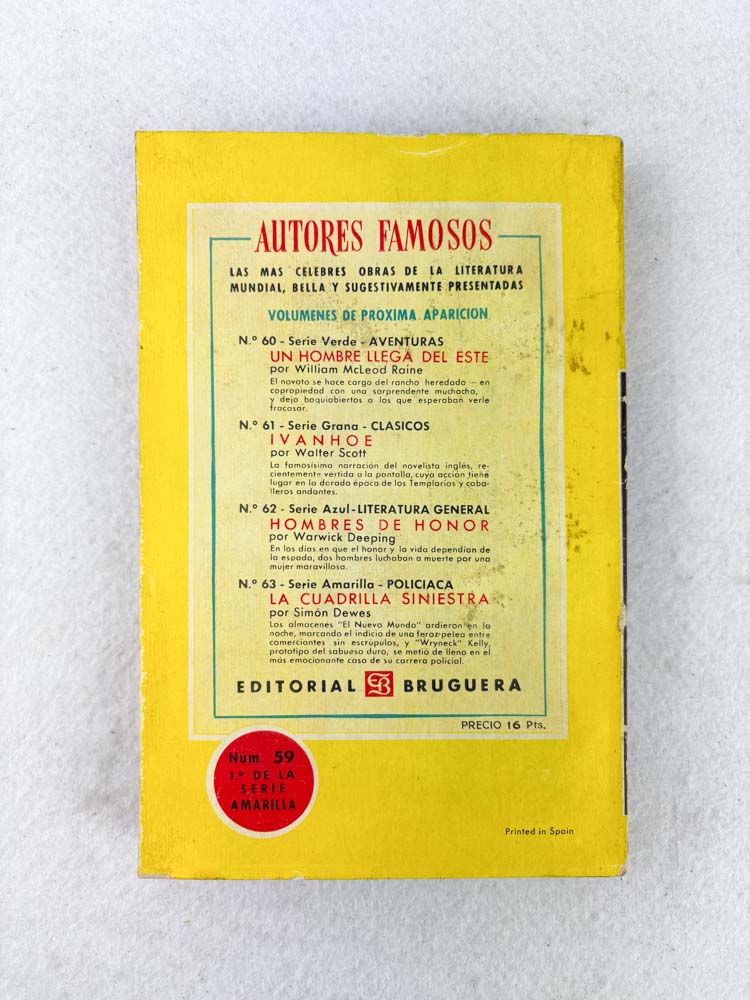 AUTORES FAMOSOS
LAS MAS CELEBRES OBRAS DE LA LITERATURA
MUNDIAL, BELLA Y SUGESTIVAMENTE PRESENTADAS
VOLUMENES DE PROXIMA APARICION
N.º 60 - Serie Verde - AVENTURAS
UN HOMBRE LLEGA DEL ESTE
por William McLeod Raine
El novato se hace cargo del rancho heredado — en
copropiedad con una sorprendente muchacha,
y deja boquiabiertos a los que esperaban verle
fracasar.
N.º 61 - Serie Grana - CLASICOS
IVANHOE
por Walter Scott
La famosísima narración del novelista inglés, re-
cientemente vertida a la pantalla, cuya acción tiene
lugar en la dorada época de los Templarios y caba-
lleros andantes.
N.º 62 - Serie Azul-LITERATURA GENERAL
HOMBRES DE HONOR
por Warwick Deeping
En los días en que el honor y la vida dependían de
la espada, dos hombres luchaban a muerte por una
mujer maravillosa.
N.º 63 - Serie Amarilla - POLICIACA
LA CUADRILLA SINIESTRA
por Simón Dewes
Los almacenes "El Nuevo Mundo" ardieron en la
noche, marcando el indicio de una feroz pelea entre
comerciantes sin escrúpulos, y "Wryneck" Kelly,
prototipo del sabueso duro, se metió de lleno en el
más emocionante caso de su carrera policial.
EDITORIAL EB BRUGUERA
PRECIO 16 Pts.
Núm. 59
1.º DE LA
SERIE
AMARILLA
Printed in Spain